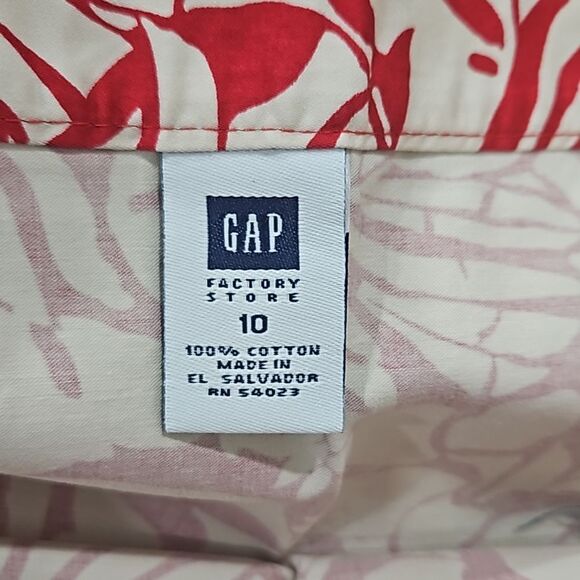 GAP
FACTORY
STORE
10
100% COTTON
MADE IN
EL SALVADOR
RN 54023